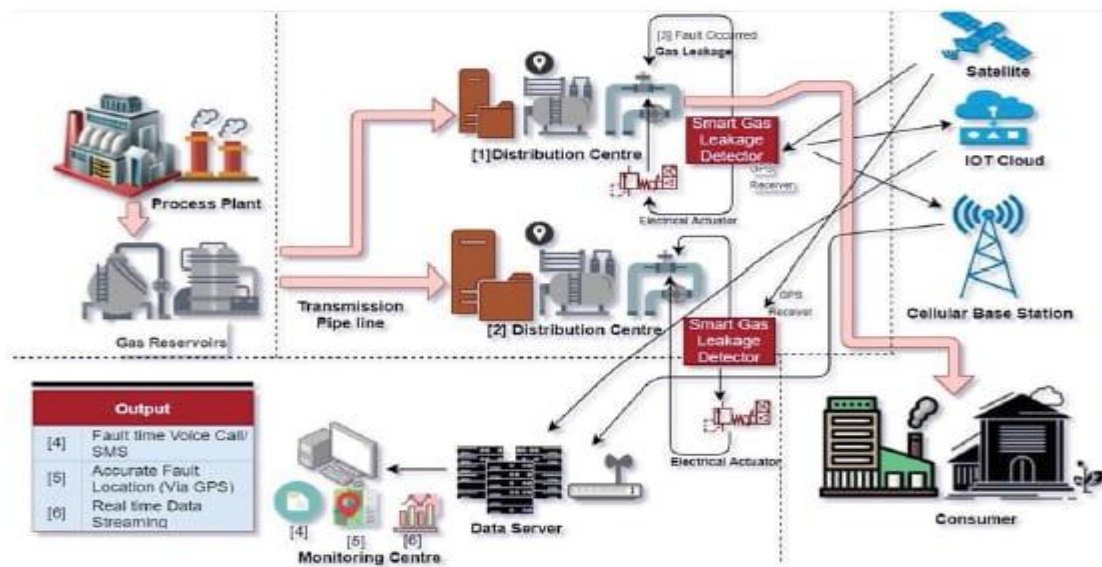 [3] Fault Occurred
Gas Leakage
Satellite
[1]Distribution Centre
Smart Gas
Leakage
Detector
IOT Cloud
Process Plant
GPS
Receiver
Electrical Actuator
Transmission
Pipe line
GPS
Receiver
[2] Distribution Centre
Smart Gas
Leakage
Detector
Cellular Base Station
Gas Reservoirs
Output
[4] Fault time Voice Call/
SMS
[5] Accurate Fault
Location (Via GPS)
[6] Real time Data
Streaming
Electrical Actuator
[4]
[5]
[6]
Data Server
Monitoring Centre
Consumer